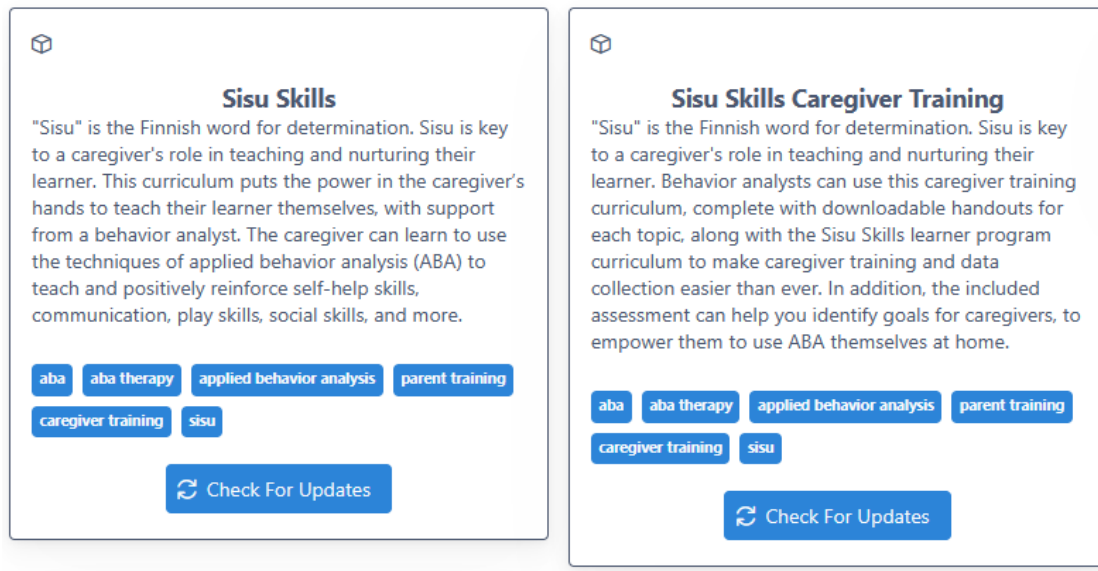 Sisu Skills
"Sisu" is the Finnish word for determination. Sisu is key
to a caregiver's role in teaching and nurturing their
learner. This curriculum puts the power in the caregiver’s
hands to teach their learner themselves, with support
from a behavior analyst. The caregiver can learn to use
the techniques of applied behavior analysis (ABA) to
teach and positively reinforce self-help skills,
communication, play skills, social skills, and more.
aba aba therapy applied behavior analysis parent training
caregiver training sisu
Check For Updates
Sisu Skills Caregiver Training
"Sisu" is the Finnish word for determination. Sisu is key
to a caregiver's role in teaching and nurturing their
learner. Behavior analysts can use this caregiver training
curriculum, complete with downloadable handouts for
each topic, along with the Sisu Skills learner program
curriculum to make caregiver training and data
collection easier than ever. In addition, the included
assessment can help you identify goals for caregivers, to
empower them to use ABA themselves at home.
aba aba therapy applied behavior analysis parent training
caregiver training sisu
Check For Updates